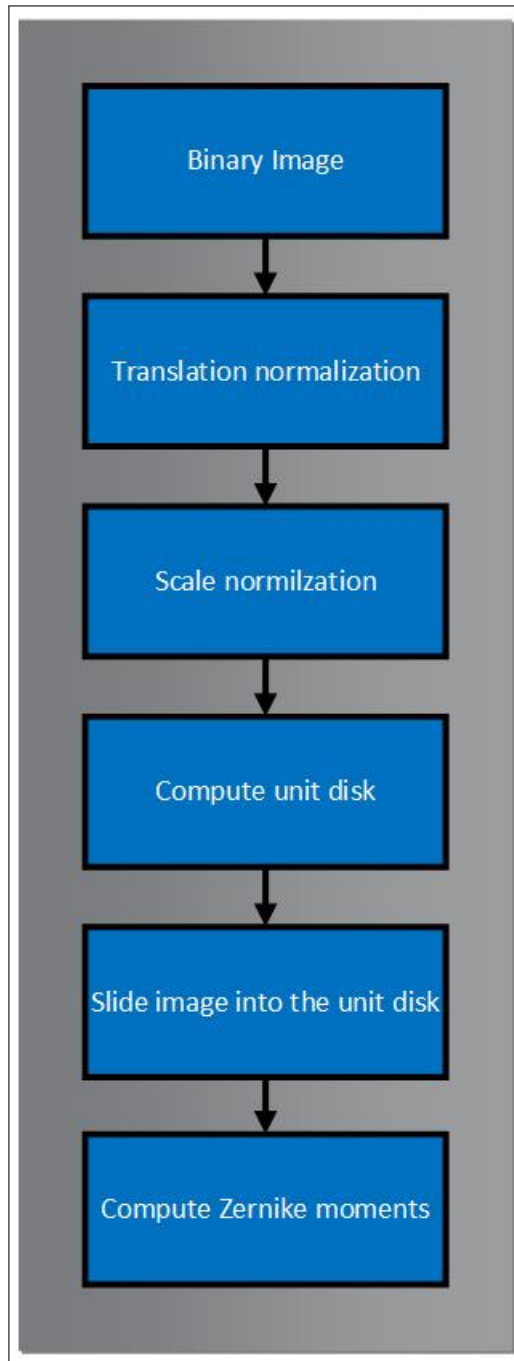 Binary Image
Translation normalization
Scale normilzation
Compute unit disk
Slide image into the unit disk
Compute Zernike moments